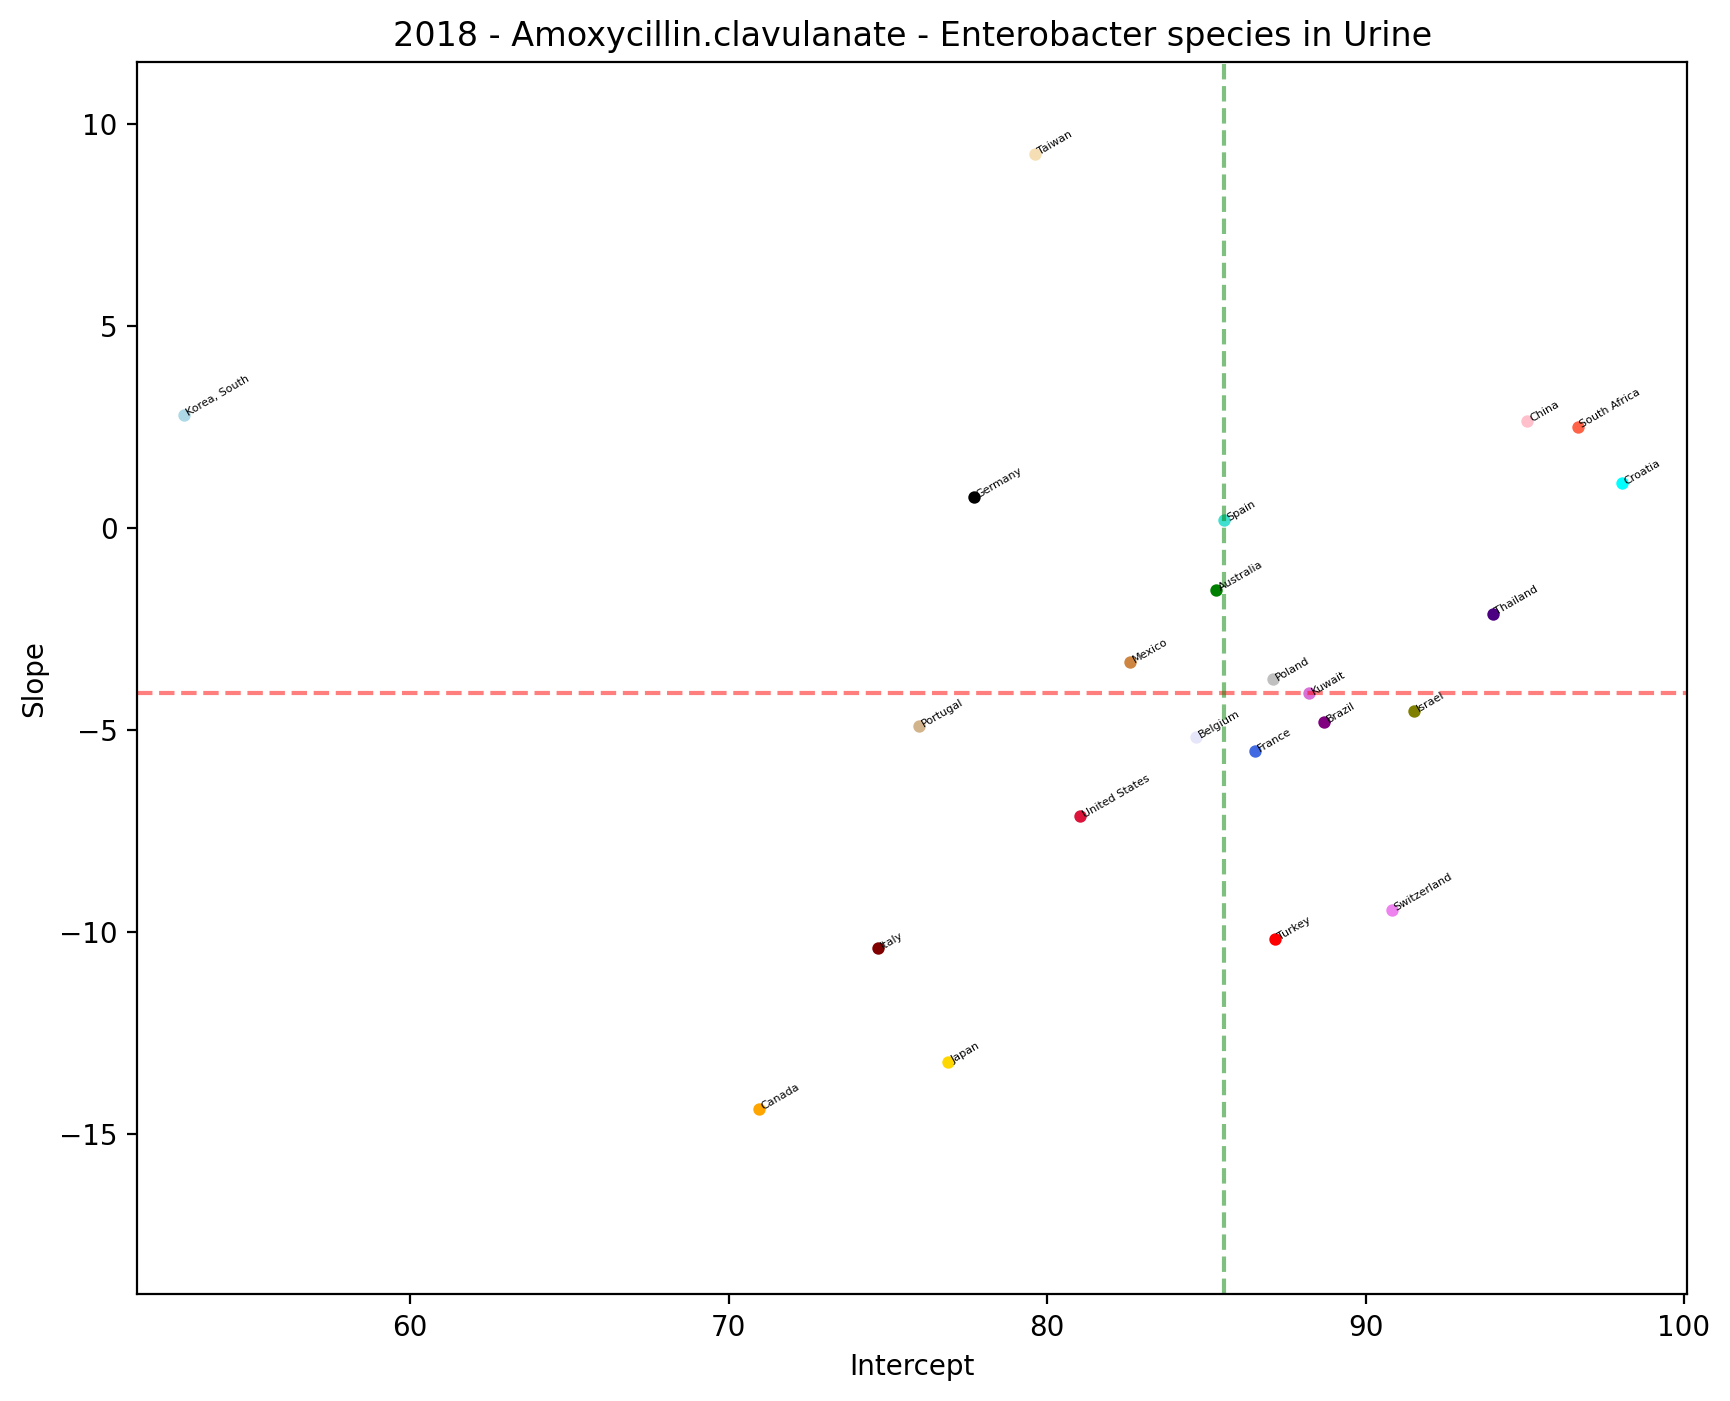 2018 - Amoxycillin.clavulanate - Enterobacter species in Urine
10
Taiwan
5
Korea, South
China
South Africa
Croatia
Germany
Spain
0
Australia
Thailand
Mexico
Poland
Kuwait
Israel
Slope
Portugal
Belgium
Brazil
−5
France
United States
Switzerland
Turkey
Italy
−10
Japan
Canada
−15
60
70
80
90
100
Intercept